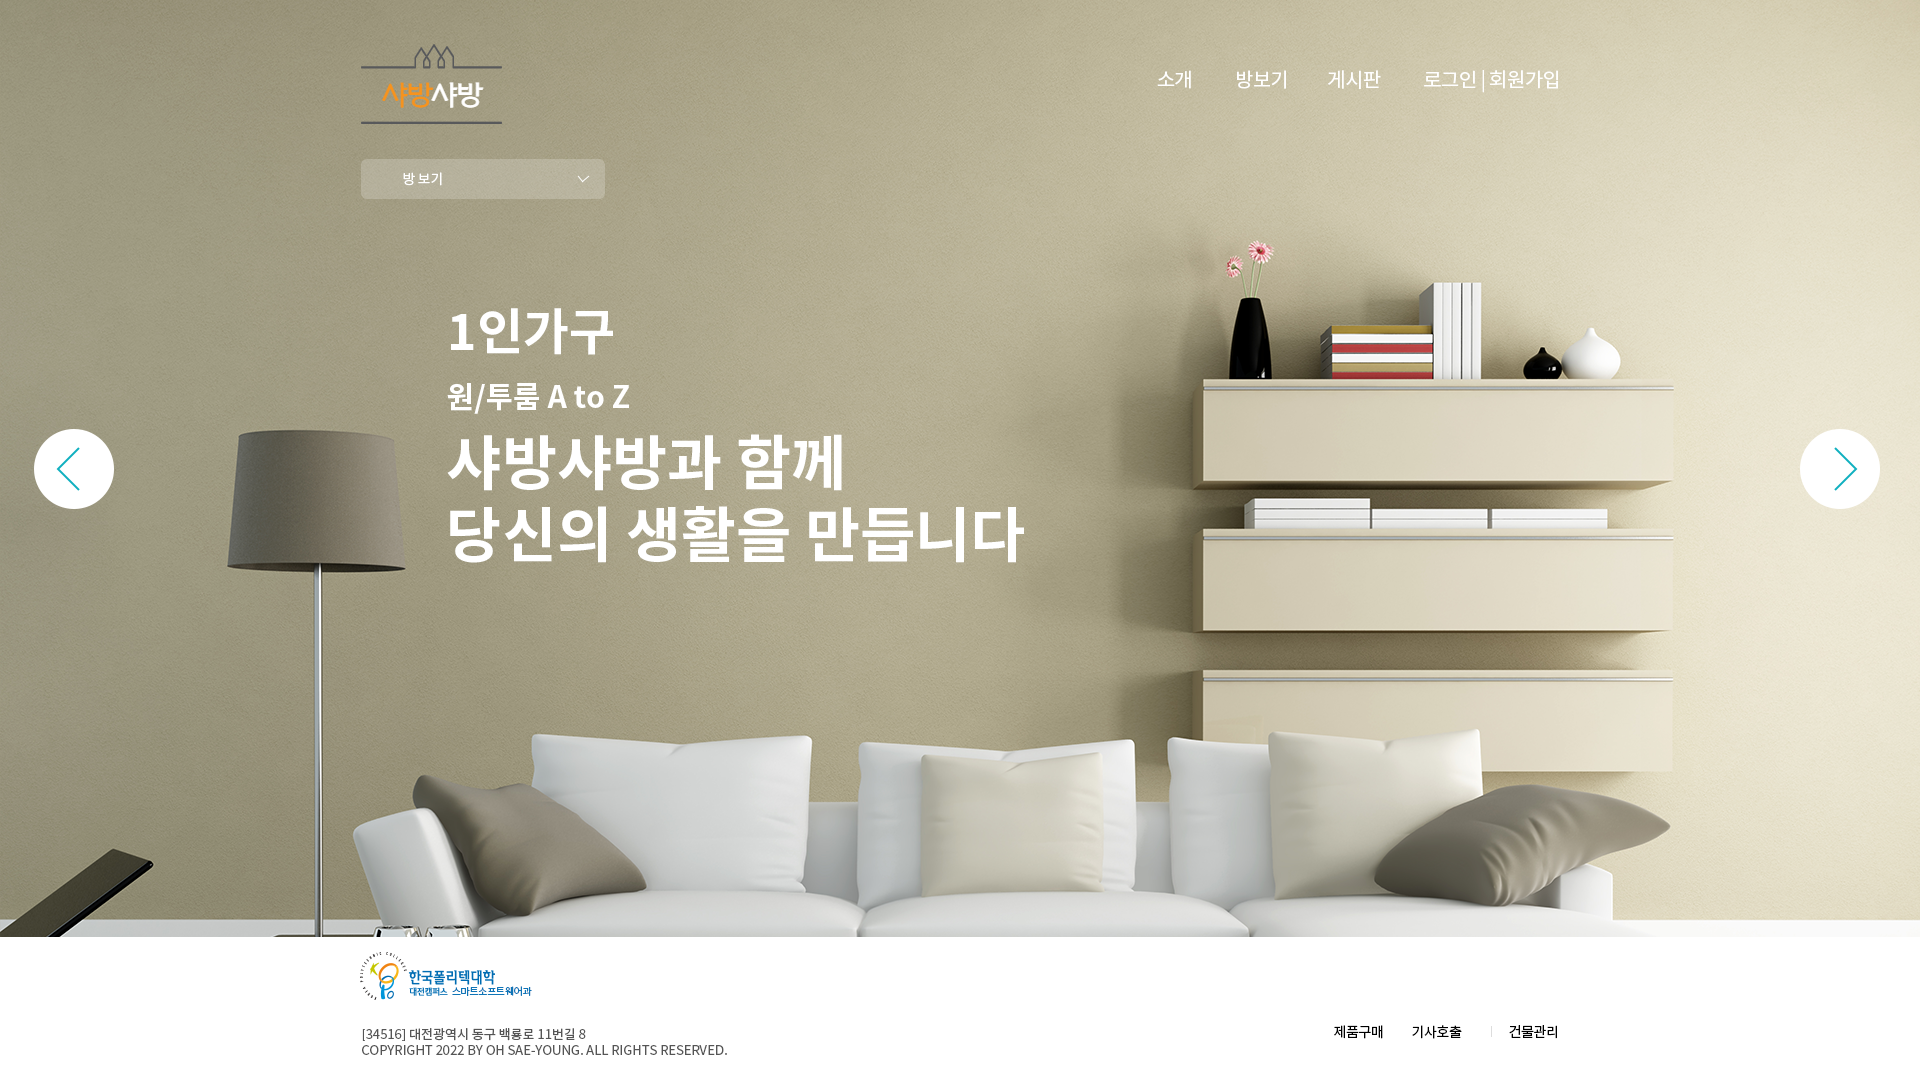 샤방샤방
소개 방보기 게시판 로그인 | 회원가입
방 보기
1인가구
원/투룸 A to Z
샤방샤방과 함께
당신의 생활을 만듭니다
한국폴리텍대학
대전캠퍼스 스마트소프트웨어과
[34516] 대전광역시 동구 백룡로 11번길 8
COPYRIGHT 2022 BY OH SAE-YOUNG. ALL RIGHTS RESERVED.
제품구매 기사호출 | 건물관리